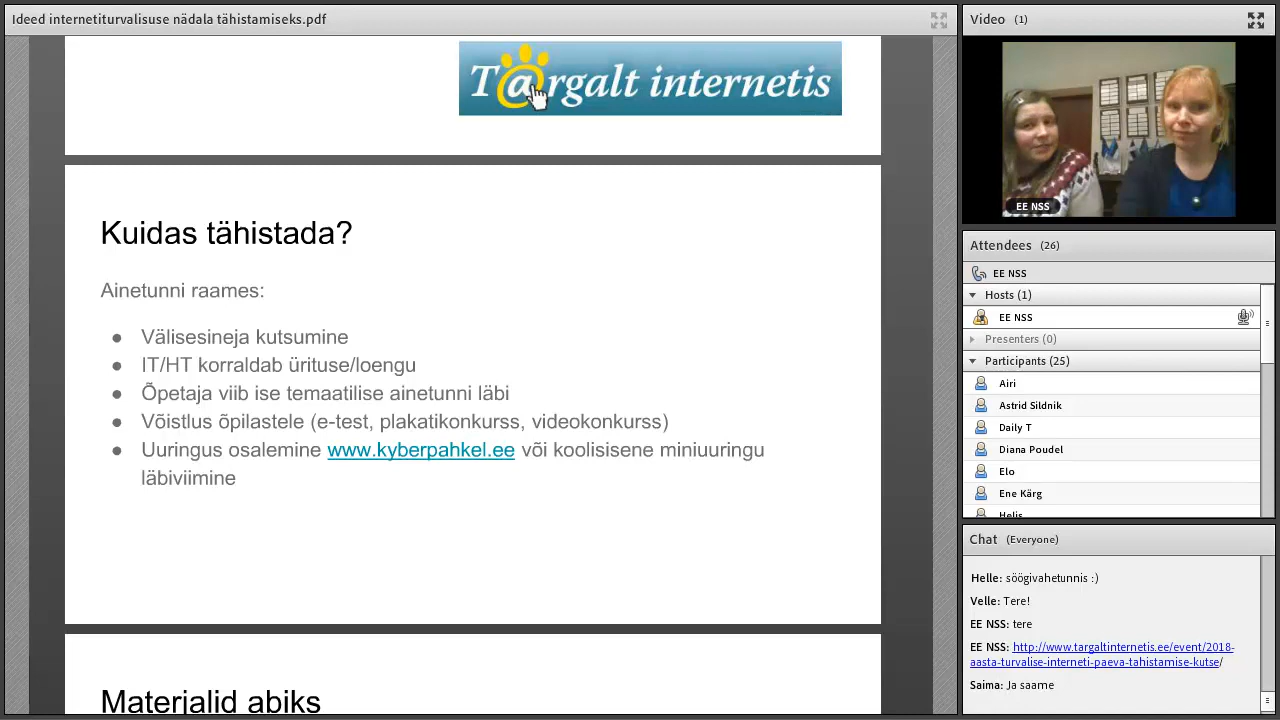 Ideed internetiturvalisuse nädala tähistamiseks.pdf
T@rgalt internetis
Kuidas tähistada?
Ainetunni raames:
● Välisesineja kutsumine
● IT/HT korraldab ürituse/loengu
● Õpetaja viib ise temaatilise ainetunni läbi
● Võistlus õpilastele (e-test, plakatikonkurss, videokonkurss)
● Uuringus osalemine www.kyberpahkel.ee või koolisisene miniuuringu
läbiviimine
Materjalid abiks
Video (1)
EE NSS
Attendees (26)
EE NSS
Hosts (1)
EE NSS
Presenters (0)
Participants (25)
Airi
Astrid Sildnik
Daily T
Diana Poudel
Elo
Ene Kärg
Helis
Chat (Everyone)
Helle: söögivahetunnis :)
Velle: Tere!
EE NSS: tere
EE NSS: http://www.targaltinternetis.ee/event/2018-
aasta-turvalise-interneti-paeva-tahistamise-kutse/
Saima: Ja saame